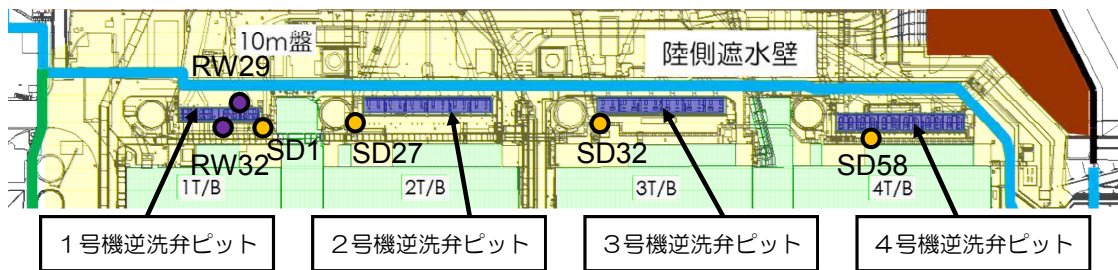 10m盤
陸側遮水壁
RW29
RW32
SD1
SD27
SD32
SD58
1T/B
2T/B
3T/B
4T/B
１号機逆洗弁ピット
２号機逆洗弁ピット
３号機逆洗弁ピット
４号機逆洗弁ピット